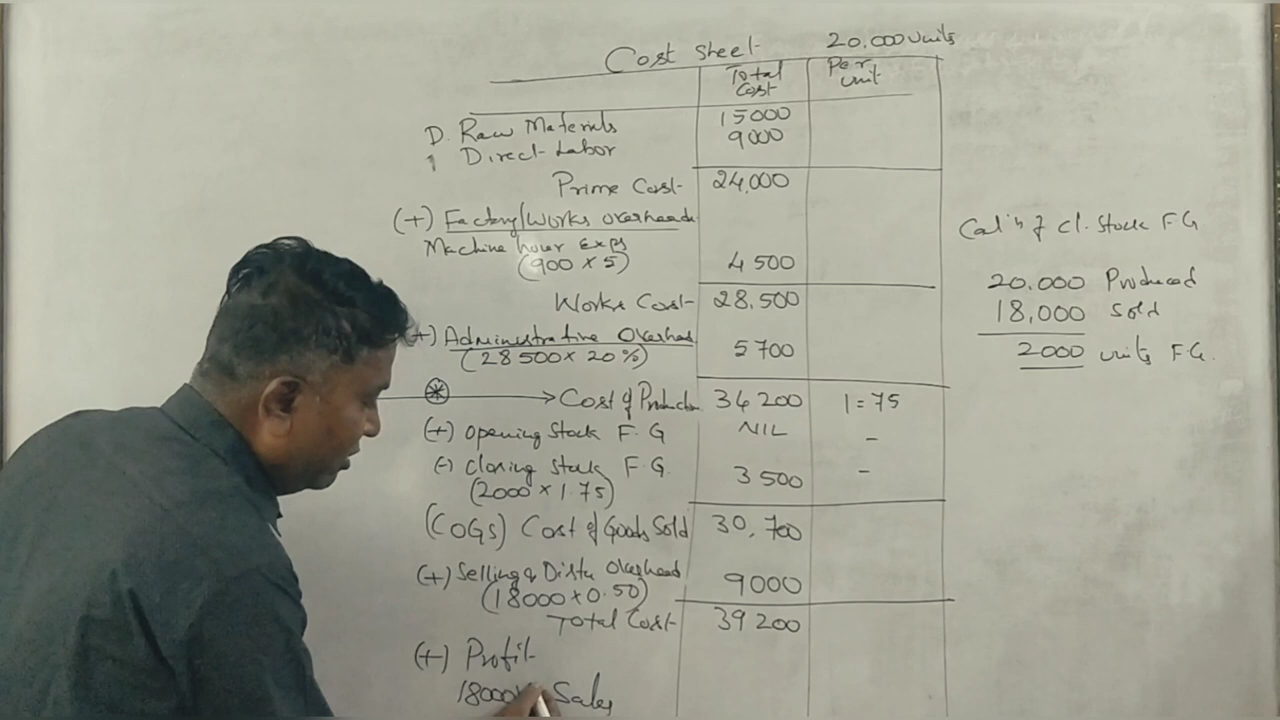 Cost Sheet 20,000 Units
Total Cost Per unit
D. Raw Materials 15000
Direct Labor 9000
Prime Cost 24,000
(+) Factory/Works overheads
Machine hour Exps
(900 × 5) 4500
Works Cost 28,500
(+) Administrative Overhead
(28500 × 20%) 5700
Cost of Production 34200 1=75
(+) Opening Stock F.G NIL -
(-) Closing Stock F.G. 3500 -
(2000 × 1.75)
(COGS) Cost of Goods Sold 30,700
(+) Selling & Distn Overhead 9000
(18000 × 0.50)
Total Cost 39200
(+) Profit
18000 Sales
Cal'n of Cl. Stock F G
20,000 Produced
18,000 Sold
2000 units F.G.